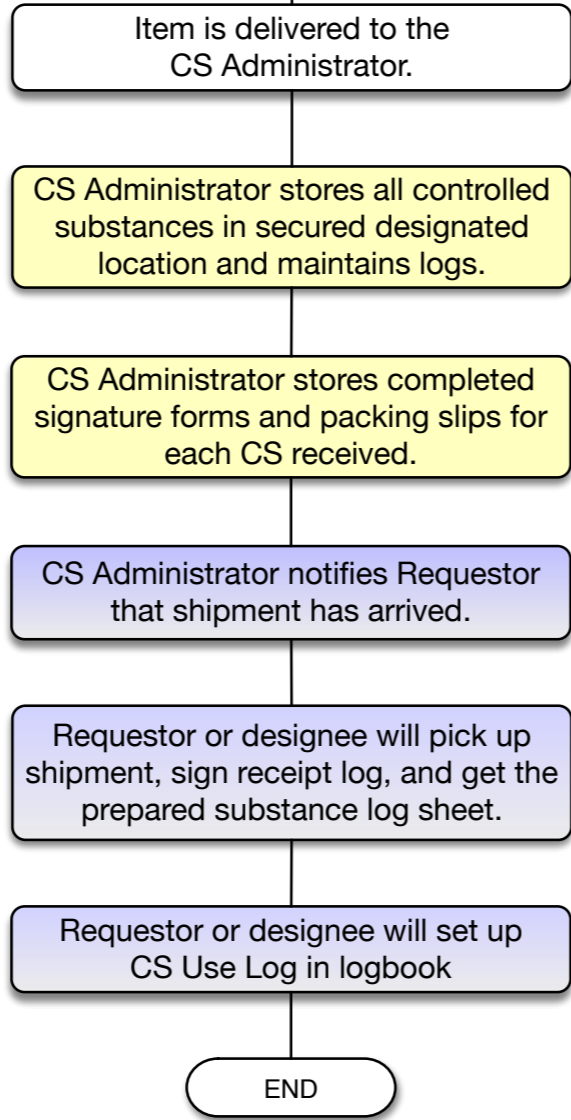 Item is delivered to the
CS Administrator.
CS Administrator stores all controlled
substances in secured designated
location and maintains logs.
CS Administrator stores completed
signature forms and packing slips for
each CS received.
CS Administrator notifies Requestor
that shipment has arrived.
Requestor or designee will pick up
shipment, sign receipt log, and get the
prepared substance log sheet.
Requestor or designee will set up
CS Use Log in logbook
END